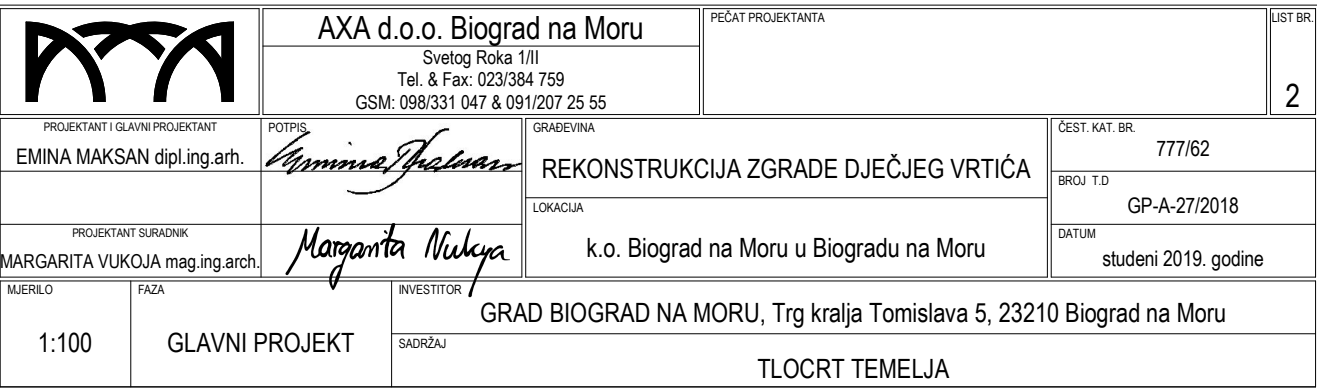 AXA d.o.o. Biograd na Moru
Svetog Roka 1/II
Tel. & Fax: 023/384 759
GSM: 098/331 047 & 091/207 25 55
PEČAT PROJEKTANTA
LIST BR.
2
PROJEKTANT I GLAVNI PROJEKTANT
EMINA MAKSAN dipl.ing.arh.
POTPIS
GRAĐEVINA
REKONSTRUKCIJA ZGRADE DJEČJEG VRTIĆA
ČEST. KAT. BR.
777/62
BROJ T.D
GP-A-27/2018
PROJEKTANT SURADNIK
MARGARITA VUKOJA mag.ing.arch.
Margarita
LOKACIJA
k.o. Biograd na Moru u Biogradu na Moru
DATUM
studeni 2019. godine
MJERILO
1:100
FAZA
GLAVNI PROJEKT
INVESTITOR
GRAD BIOGRAD NA MORU, Trg kralja Tomislava 5, 23210 Biograd na Moru
SADRŽAJ
TLOCRT TEMELJA